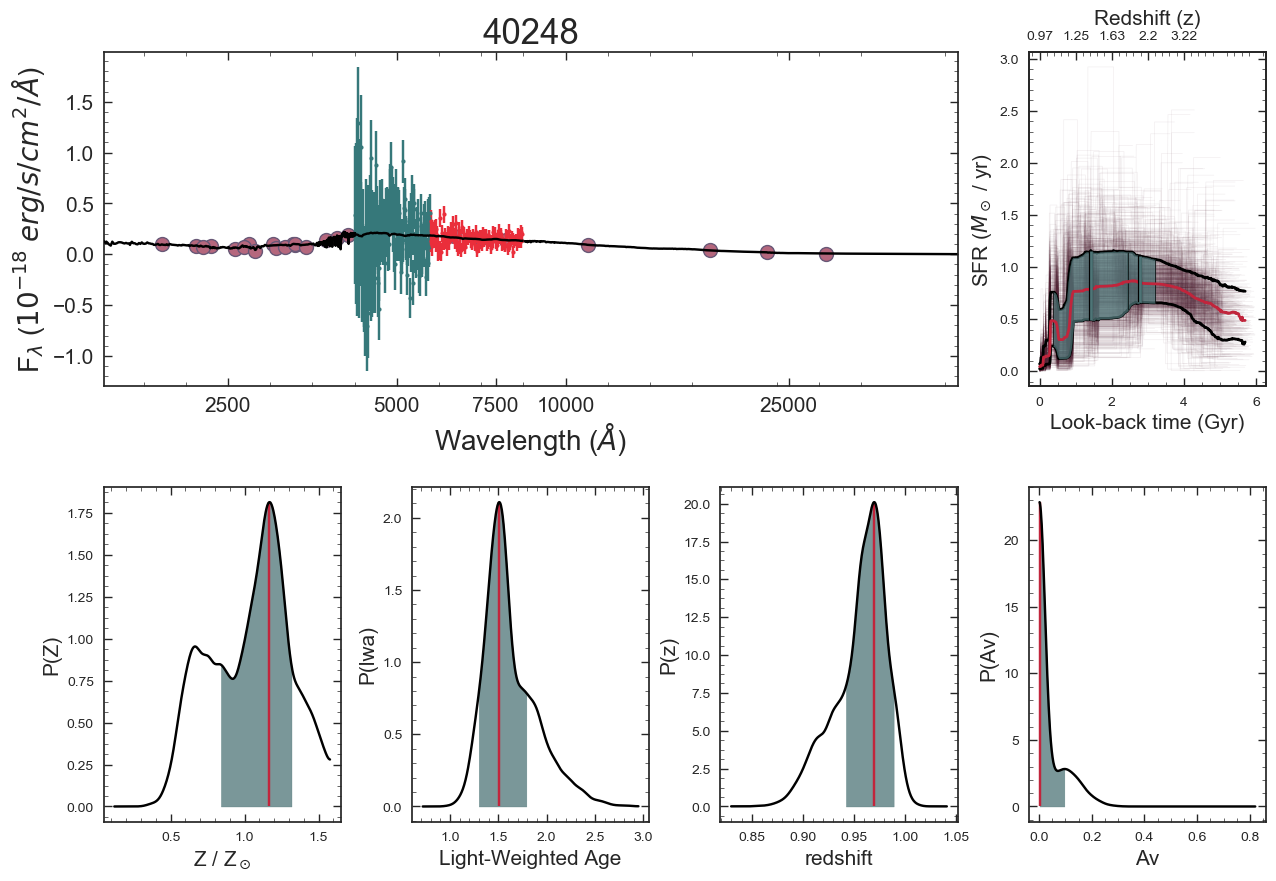 40248
Redshift (z)
0.97 1.25 1.63 2.2 3.22
F_λ (10^−18 erg/s/cm^2/Å)
1.5
1.0
0.5
0.0
−0.5
−1.0
2500 5000 7500 10000 25000
Wavelength (Å)
SFR (M_⊙ / yr)
3.0
2.5
2.0
1.5
1.0
0.5
0.0
0 2 4 6
Look-back time (Gyr)
P(Z)
1.75
1.50
1.25
1.00
0.75
0.50
0.25
0.00
0.5 1.0 1.5
Z / Z_⊙
P(lwa)
2.0
1.5
1.0
0.5
0.0
1.0 1.5 2.0 2.5 3.0
Light-Weighted Age
P(z)
20.0
17.5
15.0
12.5
10.0
7.5
5.0
2.5
0.0
0.85 0.90 0.95 1.00 1.05
redshift
P(Av)
20
15
10
5
0
0.0 0.2 0.4 0.6 0.8
Av